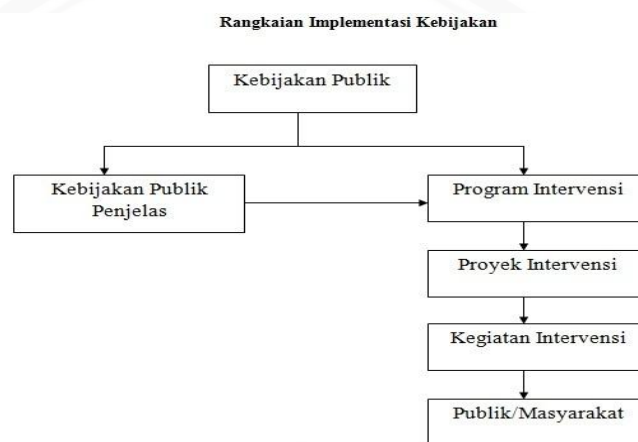 Rangkaian Implementasi Kebijakan
Kebijakan Publik
Kebijakan Publik
Penjelas
Program Intervensi
Proyek Intervensi
Kegiatan Intervensi
Publik/Masyarakat